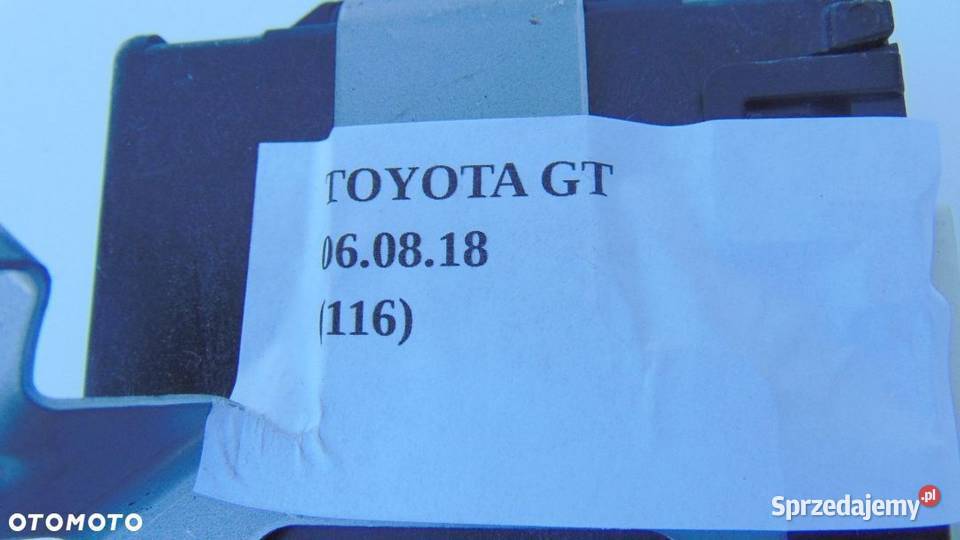 TOYOTA GT
06.08.18
(116)
OTOMOTO
Sprzedajemy.pl